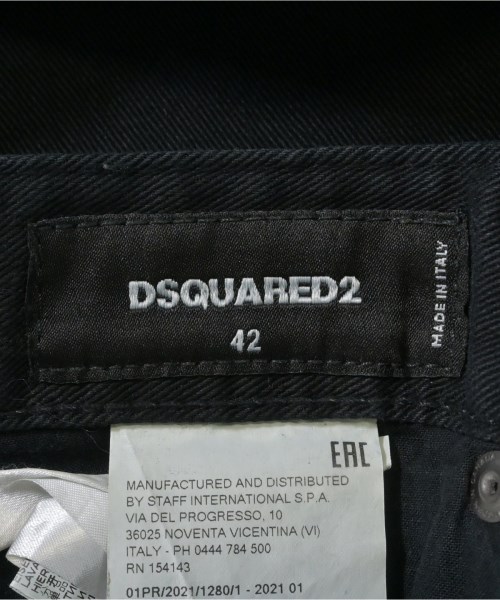 DSQUARED2
42
MADE IN ITALY
EAC
MANUFACTURED AND DISTRIBUTED
BY STAFF INTERNATIONAL S.P.A.
VIA DEL PROGRESSO, 10
36025 NOVENTA VICENTINA (VI)
ITALY - PH 0444 784 500
RN 154143
01PR/2021/1280/1 - 2021 01